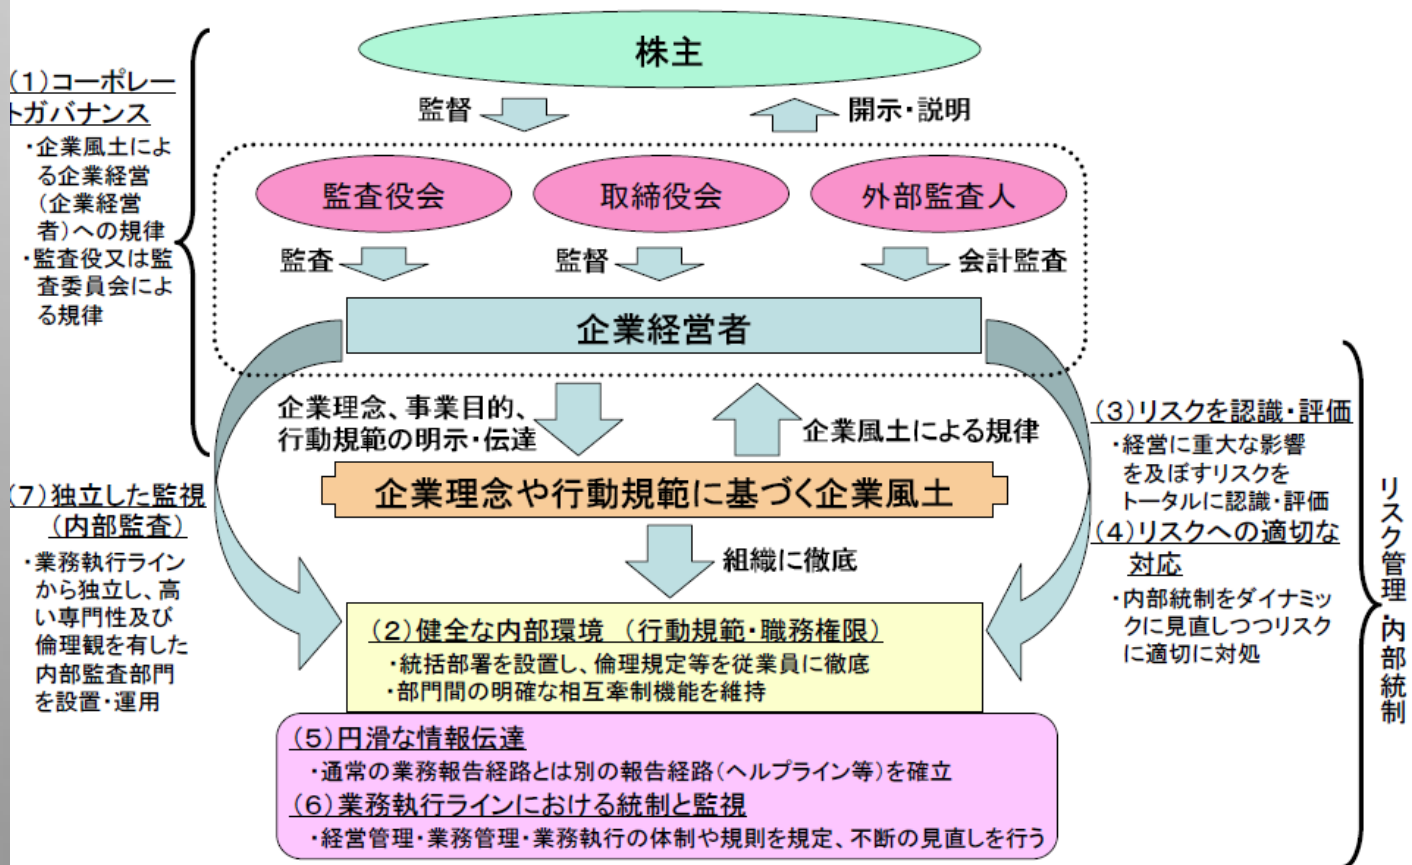 株主
監督
開示・説明
(1)コーポレー
トガバナンス
・企業風土によ
る企業経営
(企業経営
者)への規律
・監査役又は監
査委員会によ
る規律
監査役会
取締役会
外部監査人
監査
監督
会計監査
企業経営者
企業理念、事業目的、
行動規範の明示・伝達
企業風土による規律
企業理念や行動規範に基づく企業風土
組織に徹底
(7)独立した監視
(内部監査)
・業務執行ライン
から独立し、高
い専門性及び
倫理観を有した
内部監査部門
を設置・運用
(3)リスクを認識・評価
・経営に重大な影響
を及ぼすリスクを
トータルに認識・評価
(4)リスクへの適切な
対応
・内部統制をダイナミッ
クに見直しつつリスク
に適切に対処
リスク管理・内部統制
(2)健全な内部環境 (行動規範・職務権限)
・統括部署を設置し、倫理規定等を従業員に徹底
・部門間の明確な相互牽制機能を維持
(5)円滑な情報伝達
・通常の業務報告経路とは別の報告経路(ヘルプライン等)を確立
(6)業務執行ラインにおける統制と監視
・経営管理・業務管理・業務執行の体制や規則を規定、不断の見直しを行う